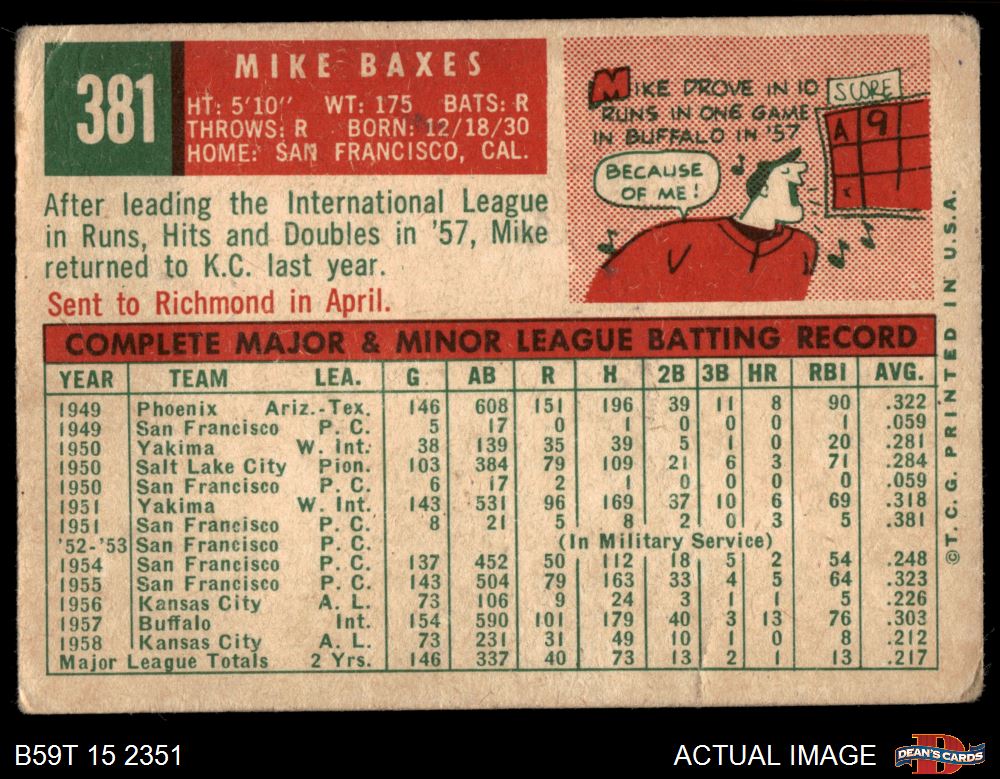 381
MIKE BAXES
HT: 5'10" WT: 175 BATS: R
THROWS: R BORN: 12/18/30
HOME: SAN FRANCISCO, CAL.
After leading the International League
in Runs, Hits and Doubles in '57, Mike
returned to K.C. last year.
Sent to Richmond in April.
MIKE DROVE IN 10
RUNS IN ONE GAME
IN BUFFALO IN '57
SCORE
A 9
BECAUSE
OF ME!
COMPLETE MAJOR & MINOR LEAGUE BATTING RECORD
YEAR TEAM LEA. G AB R H 2B 3B HR RBI AVG.
1949 Phoenix Ariz.-Tex. 146 608 151 196 39 11 8 90 .322
1949 San Francisco P. C. 5 17 0 1 0 0 0 1 .059
1950 Yakima W. Int. 38 139 35 39 5 1 0 20 .281
1950 Salt Lake City Pion. 103 384 79 109 21 6 3 71 .284
1950 San Francisco P. C. 6 17 2 1 0 0 0 0 .059
1951 Yakima W. Int. 143 531 96 169 37 10 6 69 .318
1951 San Francisco P. C. 8 21 5 8 2 0 3 5 .381
'52-'53 San Francisco P. C. (In Military Service)
1954 San Francisco P. C. 137 452 50 112 18 5 2 54 .248
1955 San Francisco P. C. 143 504 79 163 33 4 5 64 .323
1956 Kansas City A. L. 73 106 9 24 3 1 1 5 .226
1957 Buffalo Int. 154 590 101 179 40 3 13 76 .303
1958 Kansas City A. L. 73 231 31 49 10 1 0 8 .212
Major League Totals 2 Yrs. 146 337 40 73 13 2 1 13 .217
©T. C. G. PRINTED IN U.S.A.
B59T 15 2351
ACTUAL IMAGE
D
DEAN'S CARDS